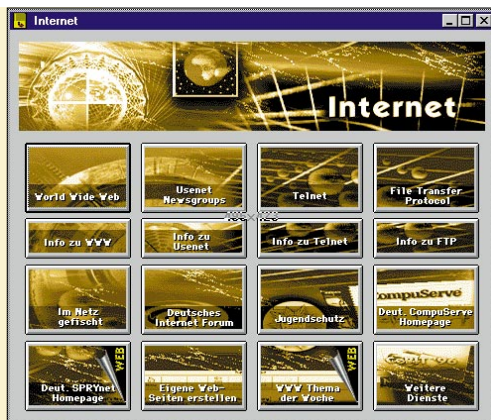 Internet
Internet
World Wide Web
Usenet
Newsgroups
Telnet
File Transfer
Protocol
Info zu WWW
Info zu
Usenet
Info zu Telnet
Info zu FTP
Im Netz
gefischt
Deutsches
Internet Forum
Jugendschutz
CompuServe
Deut. CompuServe
Homepage
WEB
Deut. SPRYnet
Homepage
Eigene Web-
Seiten erstellen
WEB
WWW Thema
der Woche
Weitere
Dienste